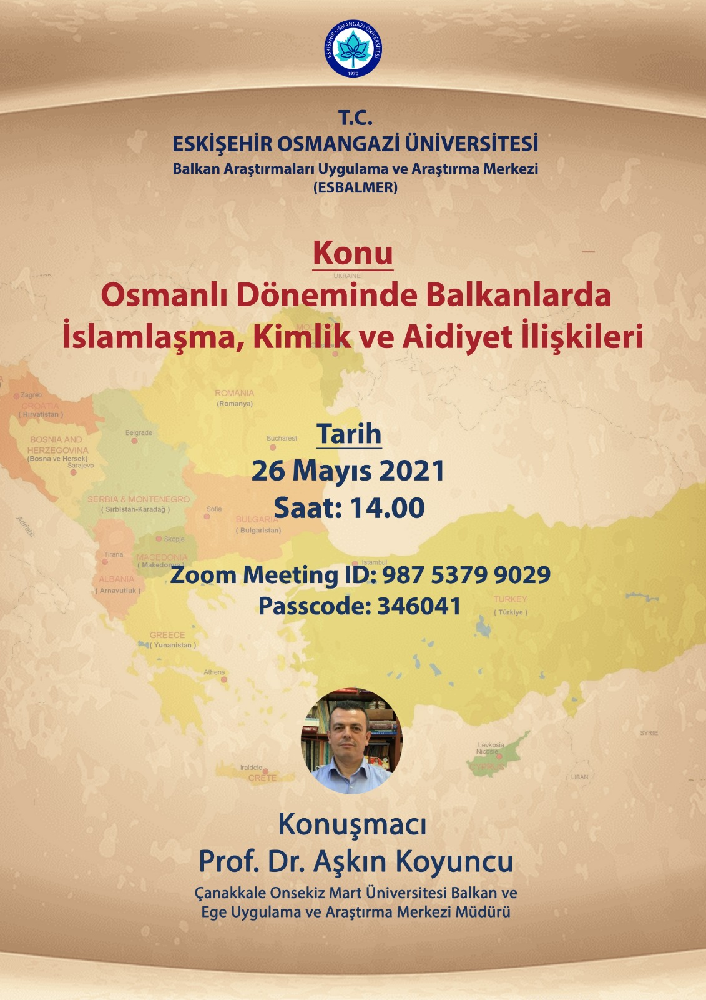 ESKİŞEHİR OSMANGAZİ ÜNİVERSİTESİ
1970
T.C.
ESKİŞEHİR OSMANGAZİ ÜNİVERSİTESİ
Balkan Araştırmaları Uygulama ve Araştırma Merkezi
(ESBALMER)
Konu
UKRAINE
Osmanlı Döneminde Balkanlarda
İslamlaşma, Kimlik ve Aidiyet İlişkileri
ROMANIA
(Romanya)
Zagreb
CROATIA
( Hırvatistan )
BOSNIA AND
HERZEGOVINA
(Bosna ve Hersek)
Sarajevo
Belgrade
Bucharest
Tarih
26 Mayıs 2021
Saat: 14.00
SERBIA & MONTENEGRO
( Sırbistan-Karadağ )
Sofia
BULGARIA
( Bulgaristan)
Adriatic
Skopje
Tirana
MACEDONIA
( Makedonya )
ALBANIA
( Arnavutluk )
Istambul
Zoom Meeting ID: 987 5379 9029
Passcode: 346041
TURKEY
( Türkiye )
GREECE
( Yunanistan )
Athens
SYRIE
Levkosia
Nicosie
CYPRUS
LIBAN
Iraldeio
CRETE
Konuşmacı
Prof. Dr. Aşkın Koyuncu
Çanakkale Onsekiz Mart Üniversitesi Balkan ve
Ege Uygulama ve Araştırma Merkezi Müdürü